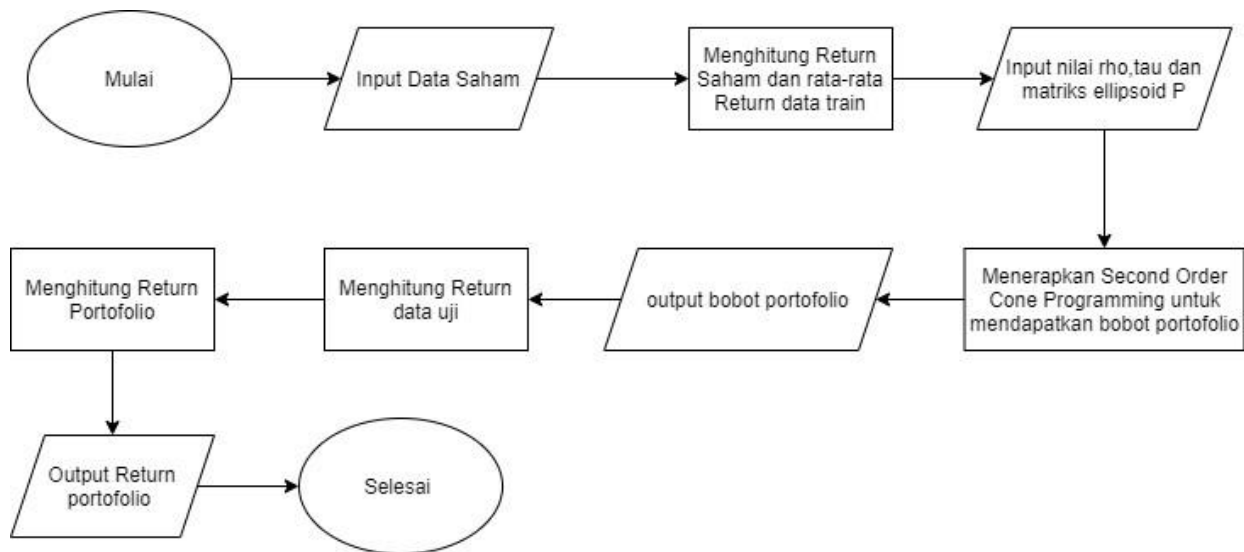 Mulai
Input Data Saham
Menghitung Return
Saham dan rata-rata
Return data train
Input nilai rho,tau dan
matriks ellipsoid P
Menerapkan Second Order
Cone Programming untuk
mendapatkan bobot portofolio
output bobot portofolio
Menghitung Return
data uji
Menghitung Return
Portofolio
Output Return
portofolio
Selesai